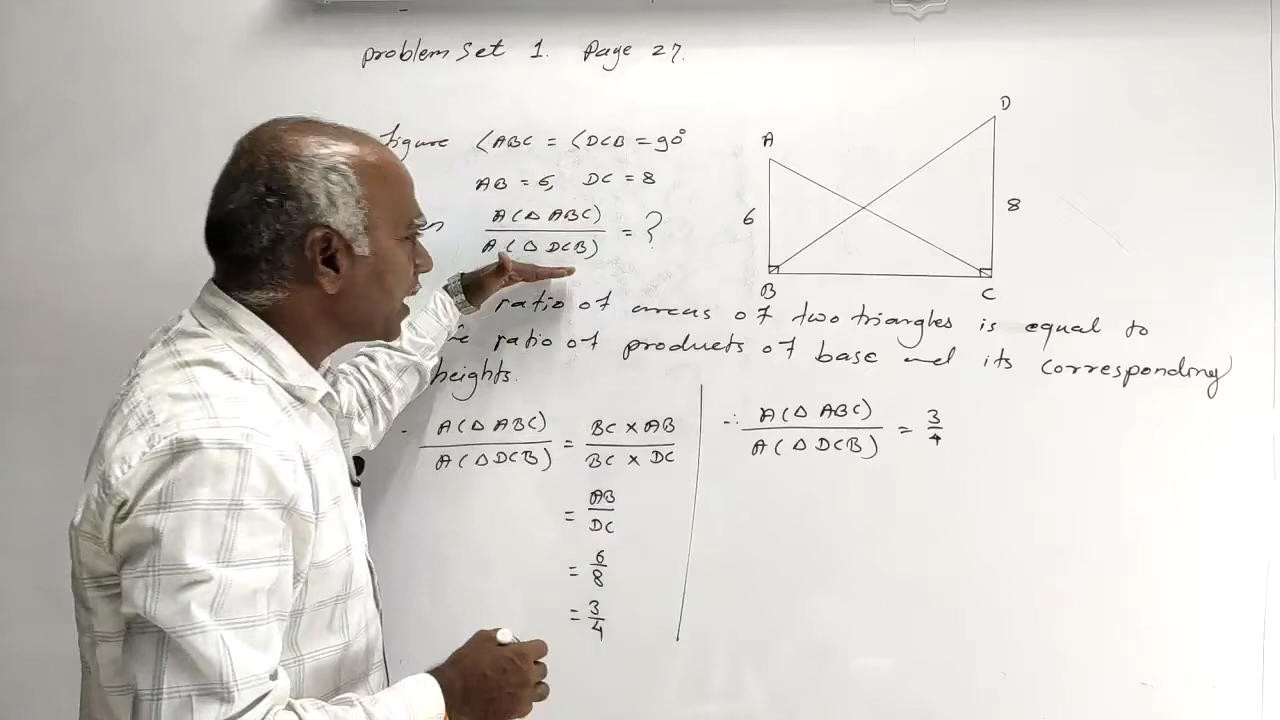 problem set 1. Page 27.
figure ∠ABC = ∠DCB = 90°
AB = 6, DC = 8
A(Δ ABC)
A(Δ DCB)
= ?
A
D
6
8
B
C
ratio of areas of two triangles is equal to
ratio of products of base and its corresponding
heights.
A(Δ ABC)
A(Δ DCB)
= BC × AB
BC × DC
= AB
DC
= 6
8
= 3
4
∴ A(Δ ABC)
A(Δ DCB)
= 3
4